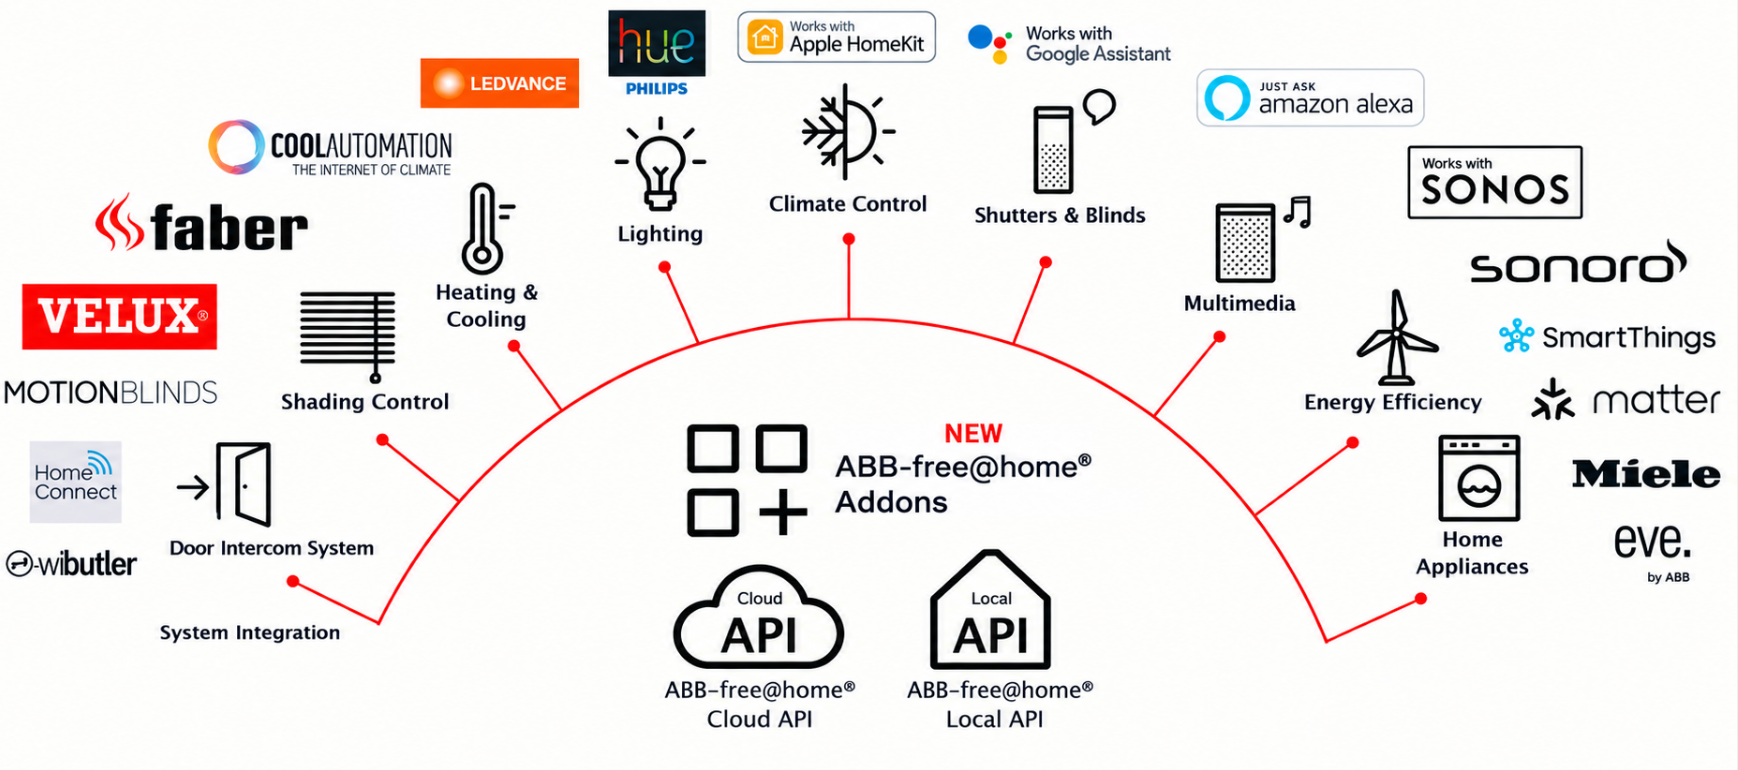 hue
PHILIPS
Works with
Apple HomeKit
Works with
Google Assistant
LEDVANCE
JUST ASK
amazon alexa
COOLAUTOMATION
THE INTERNET OF CLIMATE
Works with
SONOS
faber
Lighting
Climate Control
Shutters & Blinds
sonoro
VELUX®
Heating &
Cooling
Multimedia
SmartThings
MOTIONBLINDS
Shading Control
Energy Efficiency
matter
Home
Connect
NEW
ABB-free@home®
Addons
Miele
Door Intercom System
Home
Appliances
eve.
by ABB
wibutler
System Integration
Cloud
API
Local
API
ABB-free@home®
Cloud API
ABB-free@home®
Local API